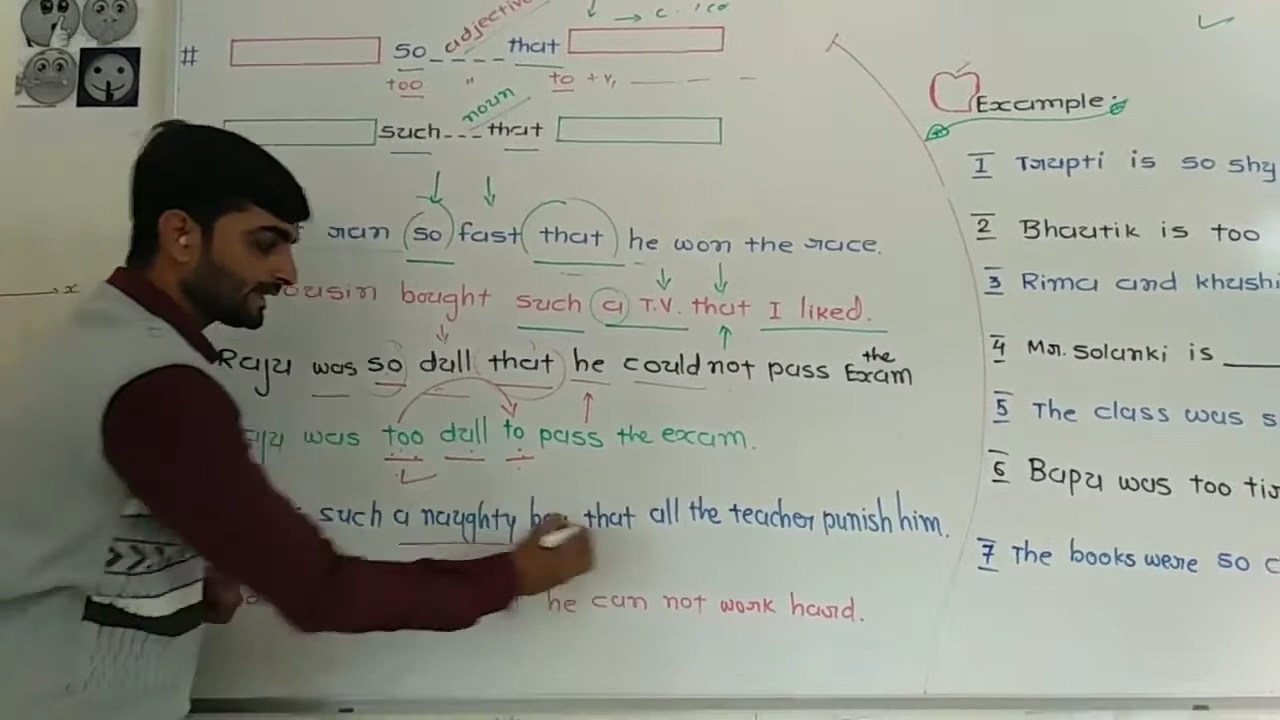 # so adjective that
too " to + v,
such --- noun that
ran so fast that he won the race.
bought such a T.V. that I liked.
Raju was so dull that he could not pass the Exam
was too dull to pass the exam.
such a naughty that all the teacher punish him.
he can not work hard.
Example:
1 Trupti is so shy
2 Bhautik is too
3 Rima and khushi
4 Mr. Solanki is ____
5 The class was s
6 Bapu was too tir
7 The books were so c